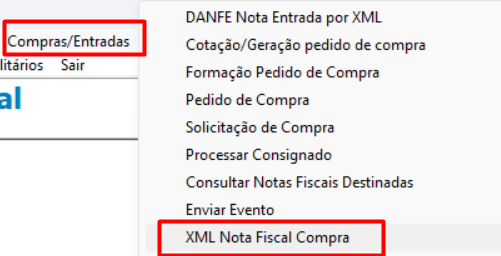 Compras/Entradas
litários Sair
al
DANFE Nota Entrada por XML
Cotação/Geração pedido de compra
Formação Pedido de Compra
Pedido de Compra
Solicitação de Compra
Processar Consignado
Consultar Notas Fiscais Destinadas
Enviar Evento
XML Nota Fiscal Compra